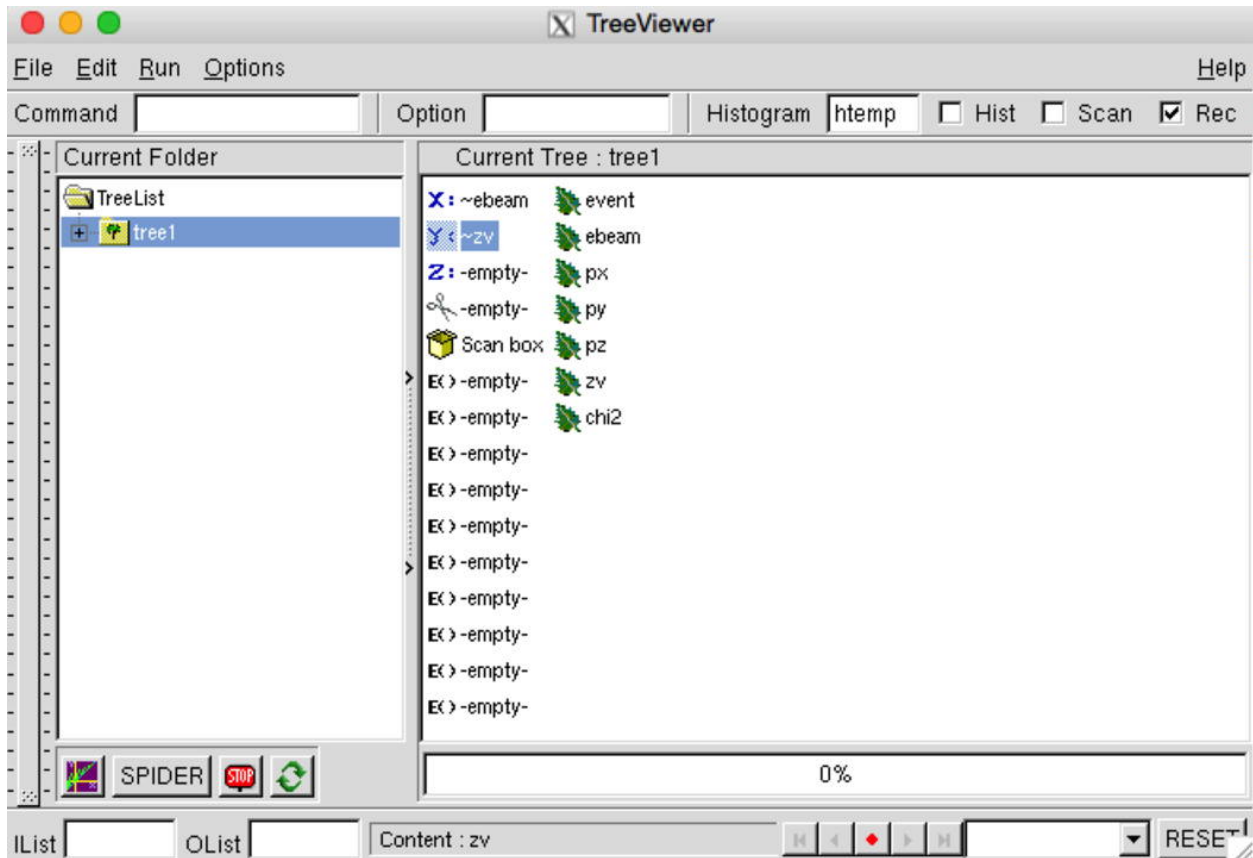 TreeViewer
File Edit Run Options Help
Command Option Histogram htemp Hist Scan Rec
Current Folder
TreeList
tree1
Current Tree : tree1
X: ~ebeam event
Y: ~zv ebeam
Z: -empty- px
-empty- py
Scan box pz
E() -empty- zv
E() -empty- chi2
E() -empty-
E() -empty-
E() -empty-
E() -empty-
E() -empty-
E() -empty-
E() -empty-
E() -empty-
SPIDER STOP
0%
IList OList Content : zv RESET